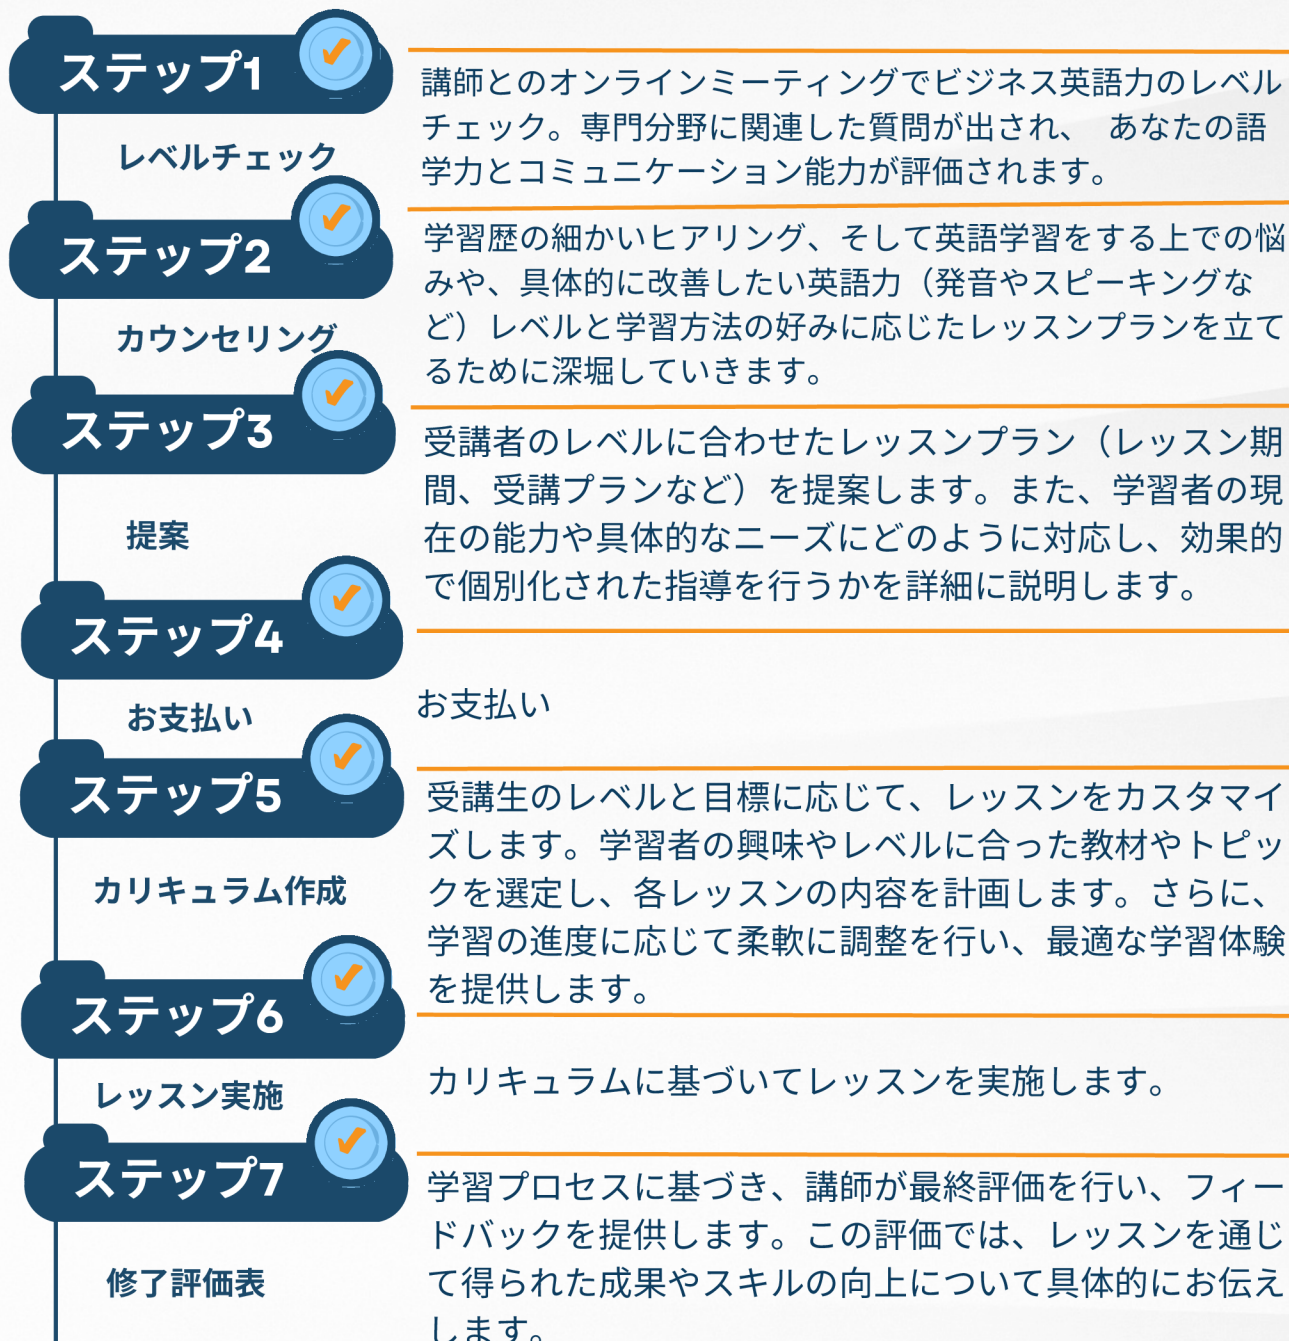 ステップ1
レベルチェック
講師とのオンラインミーティングでビジネス英語力のレベル
チェック。専門分野に関連した質問が出され、 あなたの語
学力とコミュニケーション能力が評価されます。
ステップ2
カウンセリング
学習歴の細かいヒアリング、そして英語学習をする上での悩
みや、具体的に改善したい英語力（発音やスピーキングな
ど）レベルと学習方法の好みに応じたレッスンプランを立て
るために深堀していきます。
ステップ3
提案
受講者のレベルに合わせたレッスンプラン（レッスン期
間、受講プランなど）を提案します。また、学習者の現
在の能力や具体的なニーズにどのように対応し、効果的
で個別化された指導を行うかを詳細に説明します。
ステップ4
お支払い
お支払い
ステップ5
カリキュラム作成
受講生のレベルと目標に応じて、レッスンをカスタマイ
ズします。学習者の興味やレベルに合った教材やトピッ
クを選定し、各レッスンの内容を計画します。さらに、
学習の進度に応じて柔軟に調整を行い、最適な学習体験
を提供します。
ステップ6
レッスン実施
カリキュラムに基づいてレッスンを実施します。
ステップ7
修了評価表
学習プロセスに基づき、講師が最終評価を行い、フィー
ドバックを提供します。この評価では、レッスンを通じ
て得られた成果やスキルの向上について具体的にお伝え
します。